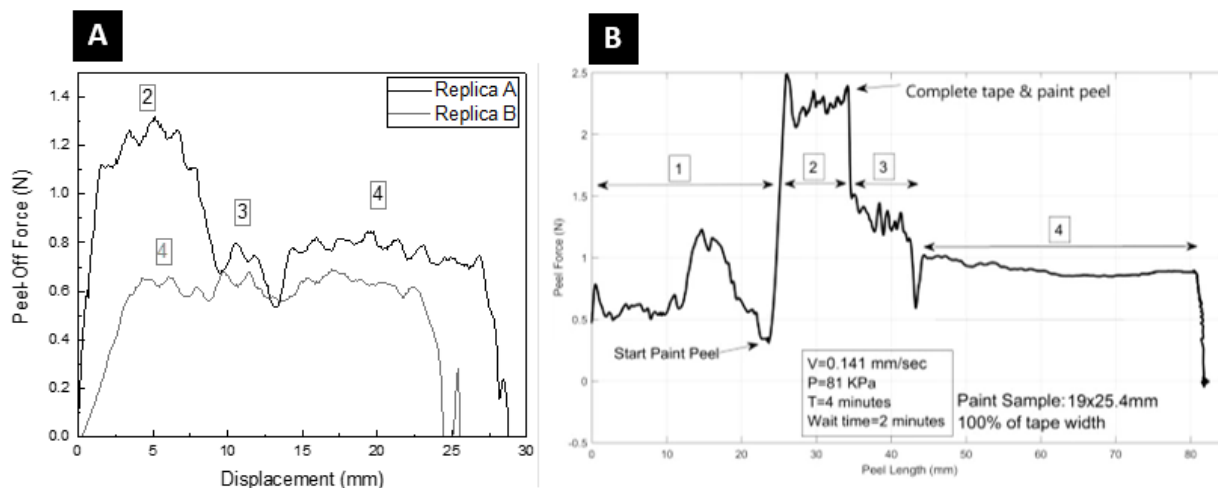 A
Peel-Off Force (N)
1.4
1.2
1.0
0.8
0.6
0.4
0.2
0.0
2
3
4
4
Replica A
Replica B
0
5
10
15
20
25
30
Displacement (mm)
B
Peel Force (N)
2.5
2
1.5
1
0.5
0
-0.5
Complete tape & paint peel
1
2
3
4
Start Paint Peel
V=0.141 mm/sec
P=81 KPa
T=4 minutes
Wait time=2 minutes
Paint Sample: 19x25.4mm
100% of tape width
0
10
20
30
40
50
60
70
80
Peel Length (mm)